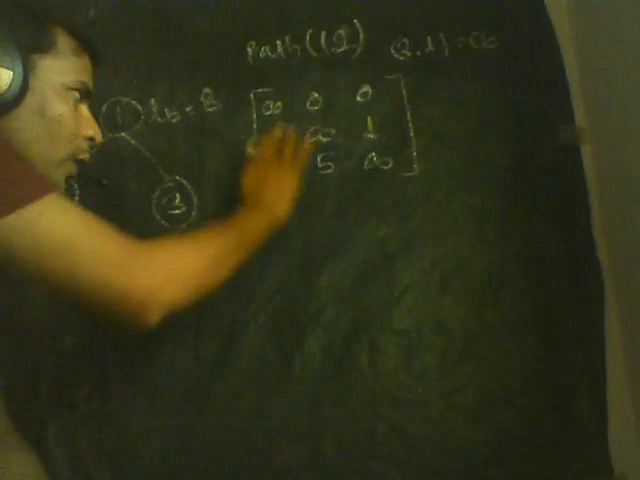 Path(1,2) (2,1)=∞
1 lb=8
∞ 0 0
∞ 1
5 ∞
3